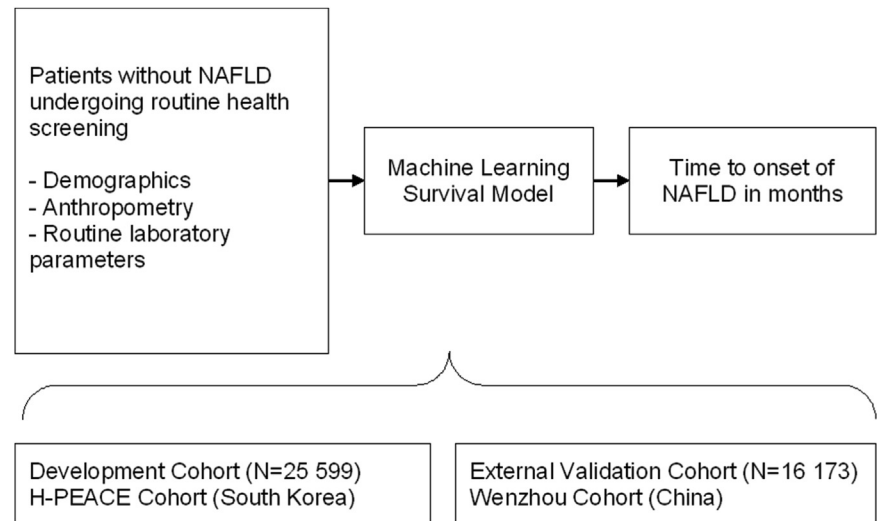 Patients without NAFLD
undergoing routine health
screening
- Demographics
- Anthropometry
- Routine laboratory
parameters
Machine Learning
Survival Model
Time to onset of
NAFLD in months
Development Cohort (N=25 599)
H-PEACE Cohort (South Korea)
External Validation Cohort (N=16 173)
Wenzhou Cohort (China)